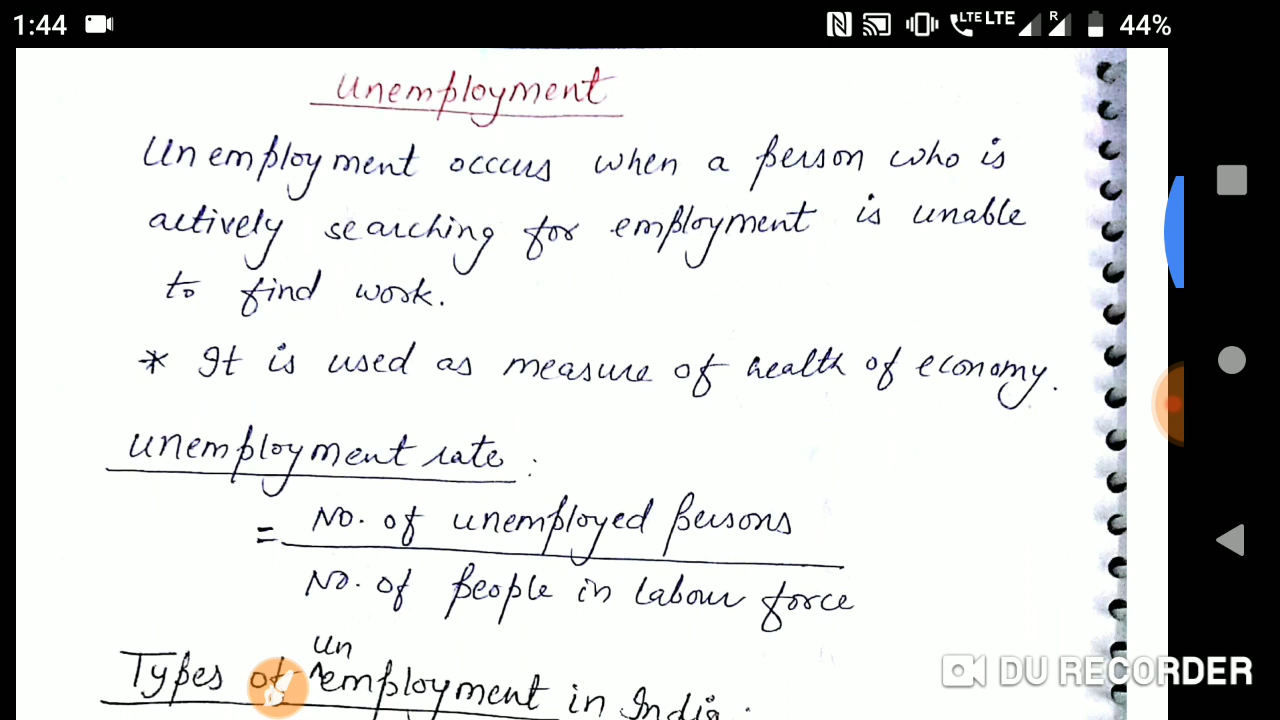 1:44
LTE LTE R 44%
Unemployment
Unemployment occurs when a person who is
actively searching for employment is unable
to find work.
* It is used as measure of health of economy.
Unemployment rate :
= No. of unemployed persons
No. of people in labour force
un
Types of ^employment in India :
DU RECORDER